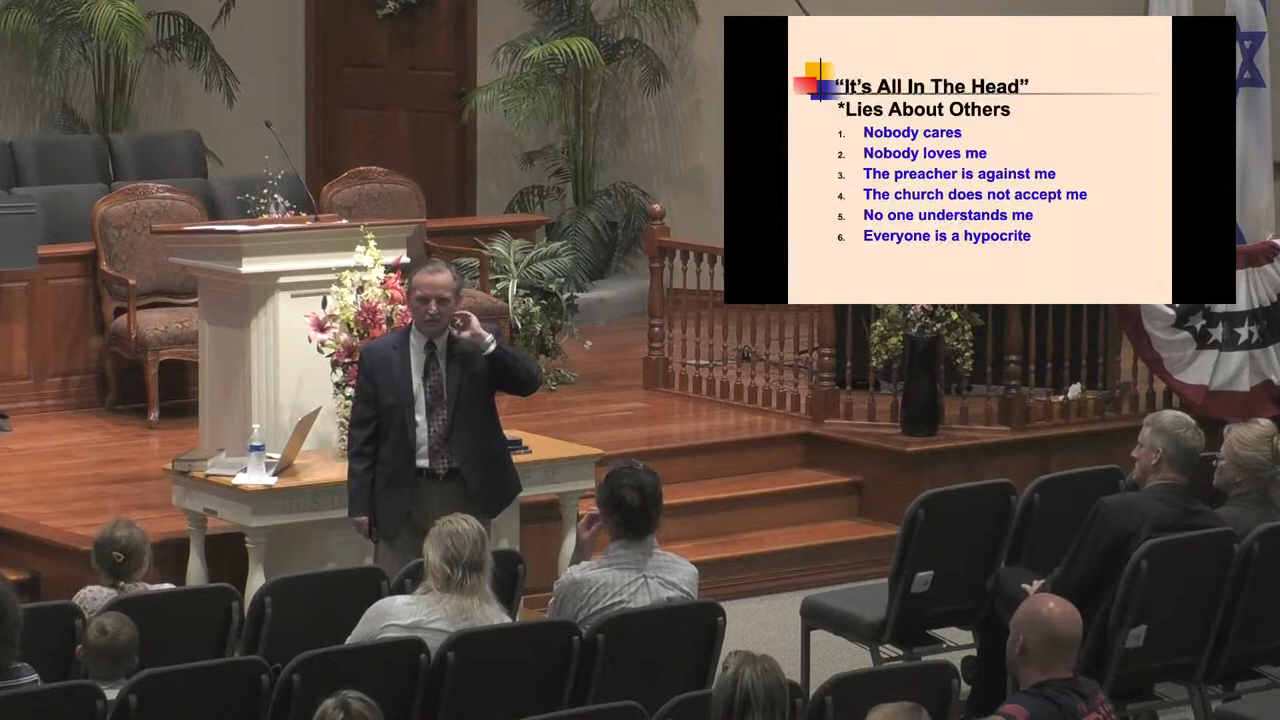 “It’s All In The Head”
*Lies About Others
1. Nobody cares
2. Nobody loves me
3. The preacher is against me
4. The church does not accept me
5. No one understands me
6. Everyone is a hypocrite